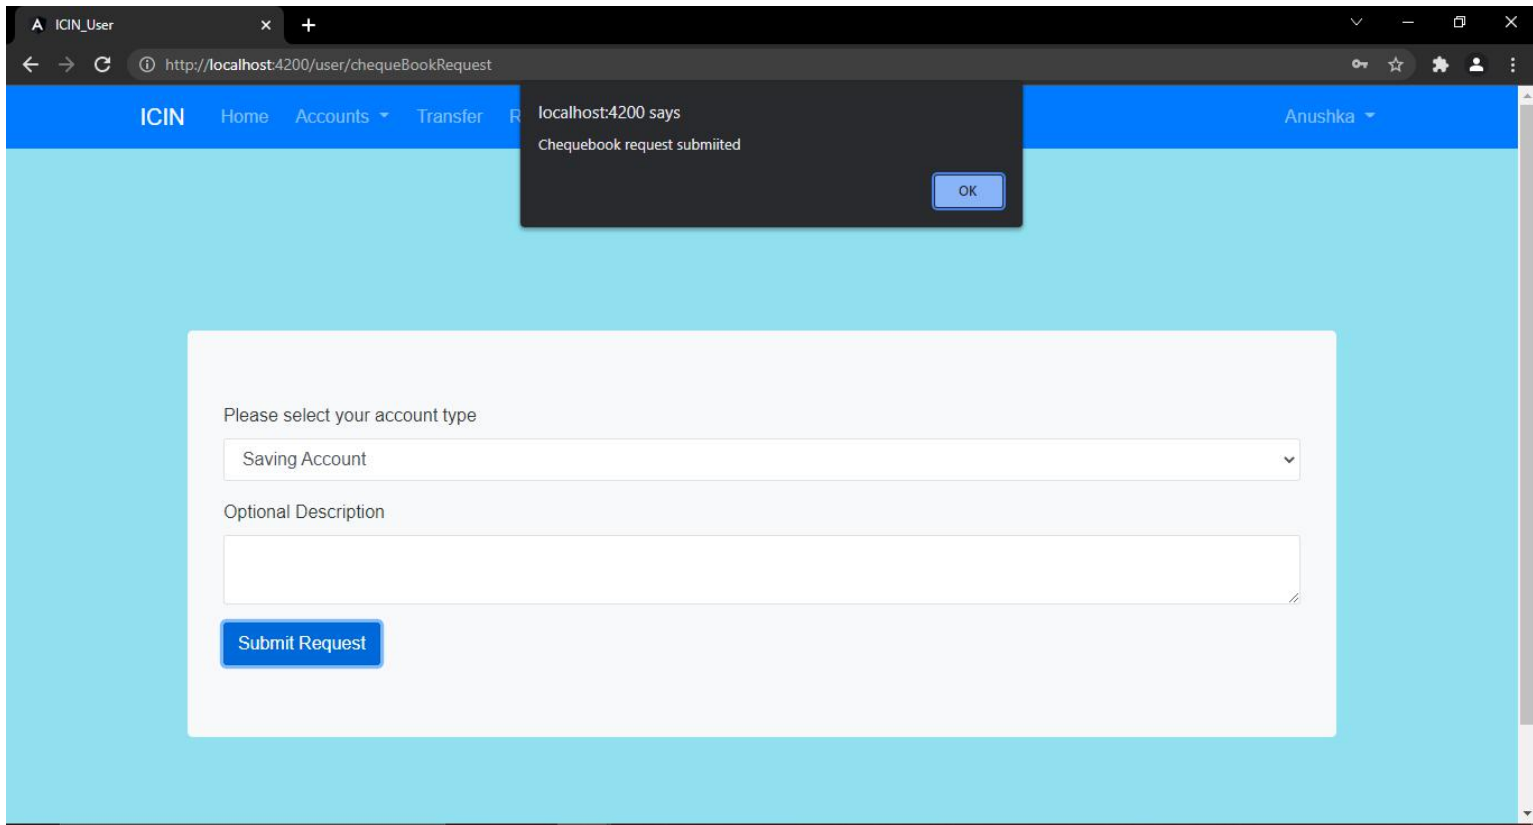 ICIN_User
http://localhost:4200/user/chequeBookRequest
ICIN Home Accounts Transfer R Anushka
localhost:4200 says
Chequebook request submiited
OK
Please select your account type
Saving Account
Optional Description
Submit Request